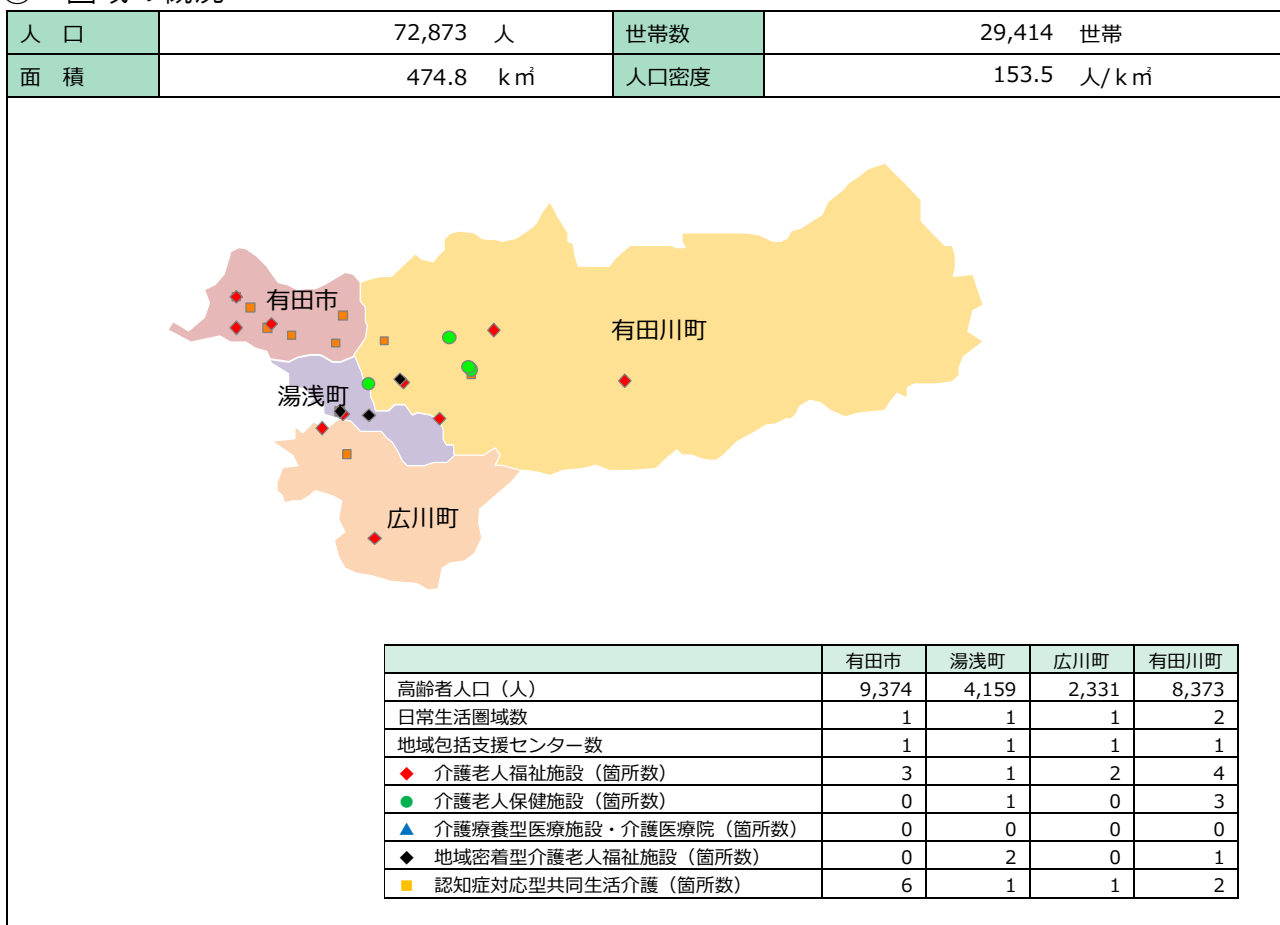 人 口 72,873 人 世帯数 29,414 世帯
面 積 474.8 k㎡ 人口密度 153.5 人/k㎡
有田市
有田川町
湯浅町
広川町
有田市 湯浅町 広川町 有田川町
高齢者人口（人） 9,374 4,159 2,331 8,373
日常生活圏域数 1 1 1 2
地域包括支援センター数 1 1 1 1
◆ 介護老人福祉施設（箇所数） 3 1 2 4
● 介護老人保健施設（箇所数） 0 1 0 3
▲ 介護療養型医療施設・介護医療院（箇所数） 0 0 0 0
◆ 地域密着型介護老人福祉施設（箇所数） 0 2 0 1
■ 認知症対応型共同生活介護（箇所数） 6 1 1 2